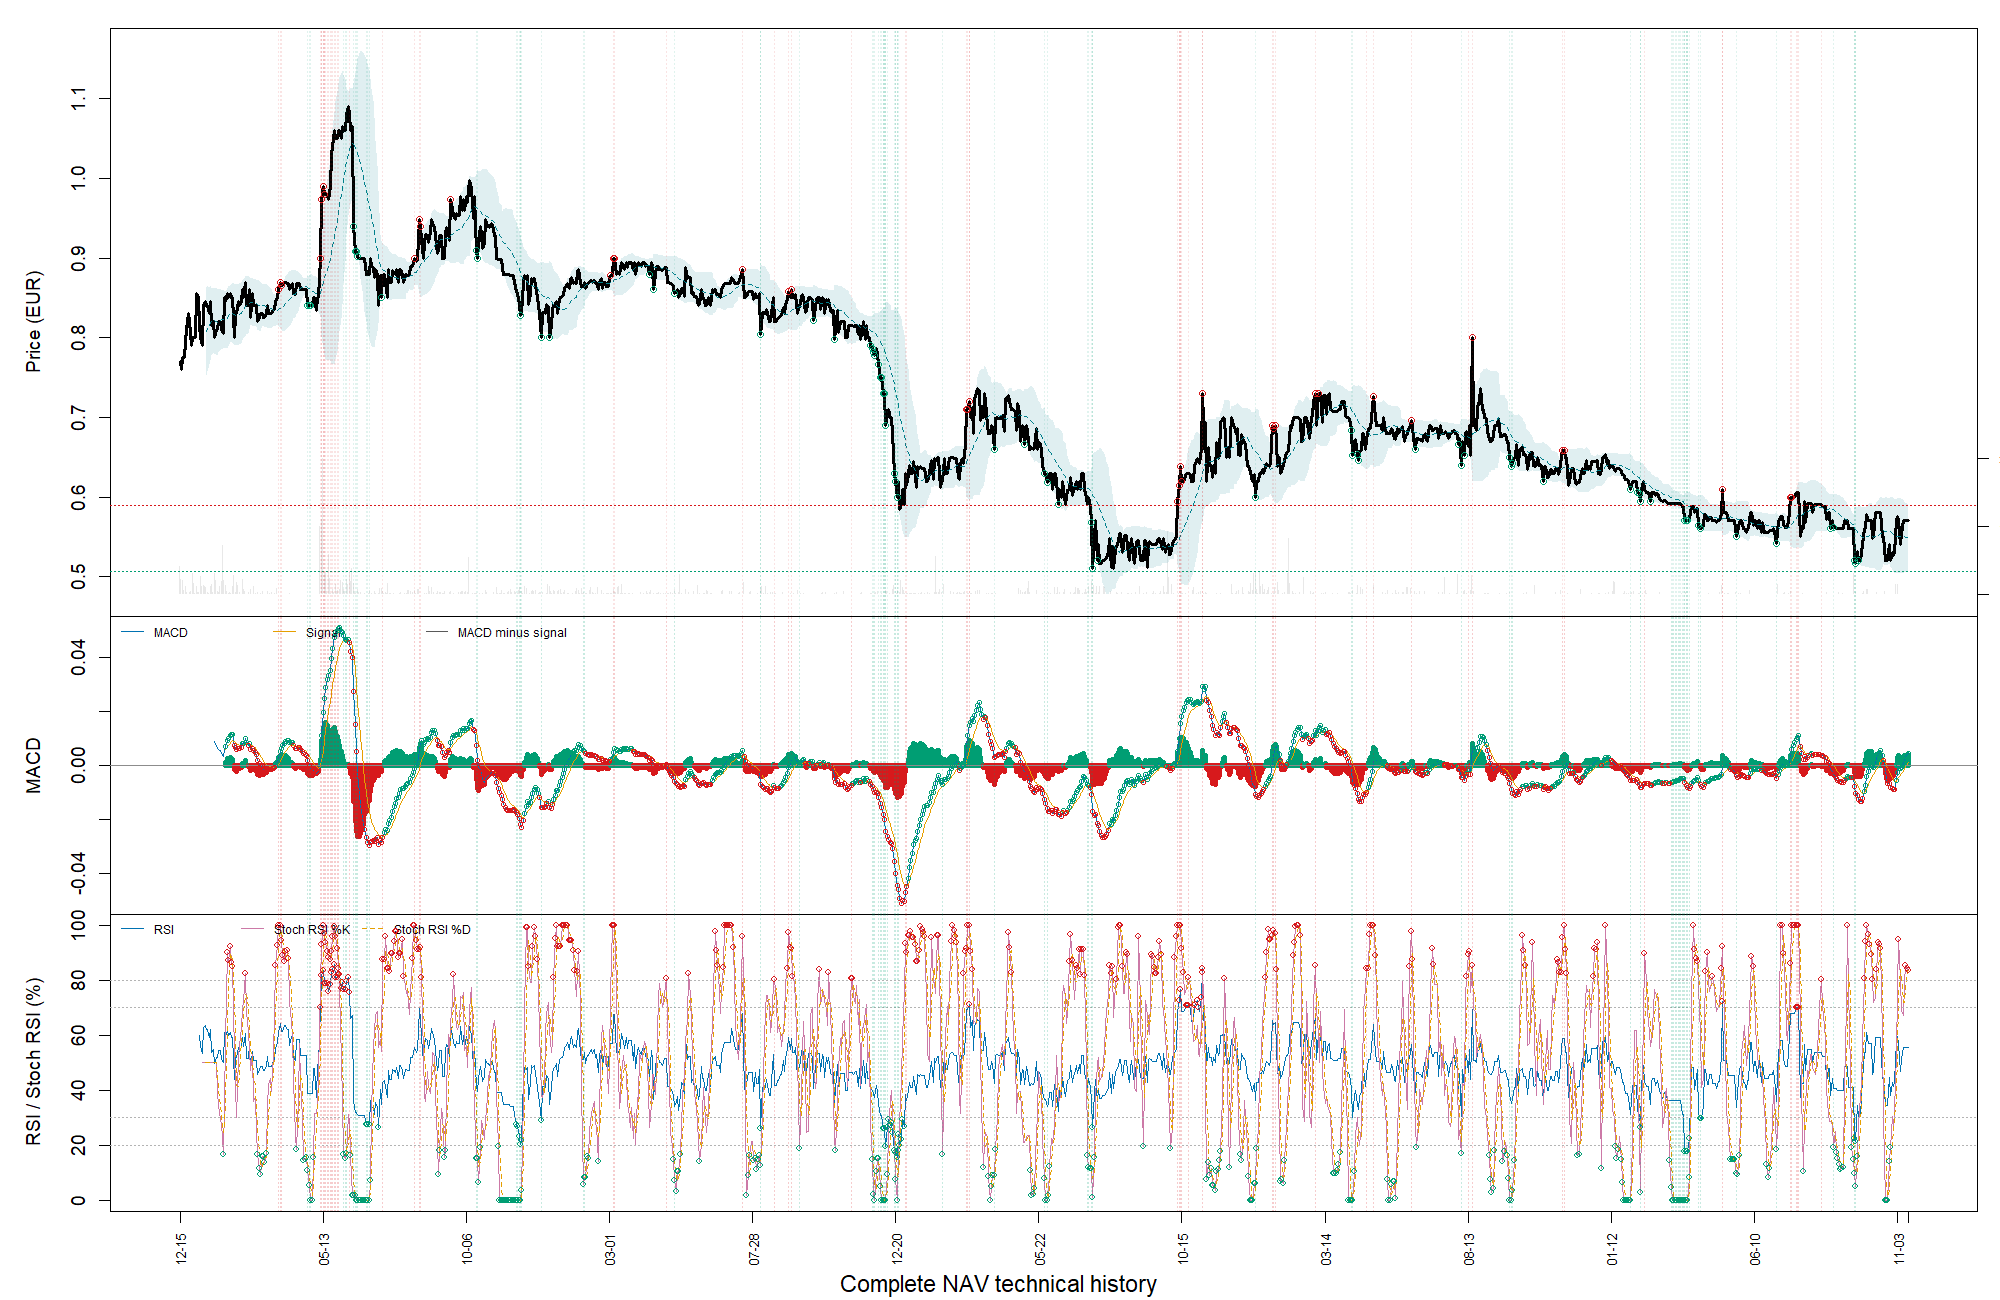 Price (EUR)
1.1
1.0
0.9
0.8
0.7
0.6
0.5
MACD
Signal
MACD minus signal
MACD
0.04
0.00
-0.04
RSI
Stoch RSI %K
Stoch RSI %D
RSI / Stoch RSI (%)
100
80
60
40
20
0
12-15
05-13
10-06
03-01
07-28
12-20
05-22
10-15
03-14
08-13
01-12
06-10
11-03
Complete NAV technical history